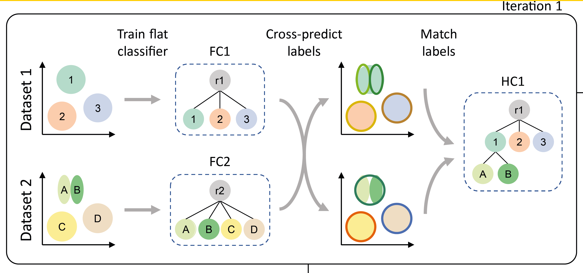 Iteration 1
Train flat
classifier
Cross-predict
labels
Match
labels
Dataset 1
1
2
3
FC1
r1
1
2
3
HC1
r1
1
2
3
A
B
Dataset 2
A
B
C
D
FC2
r2
A
B
C
D